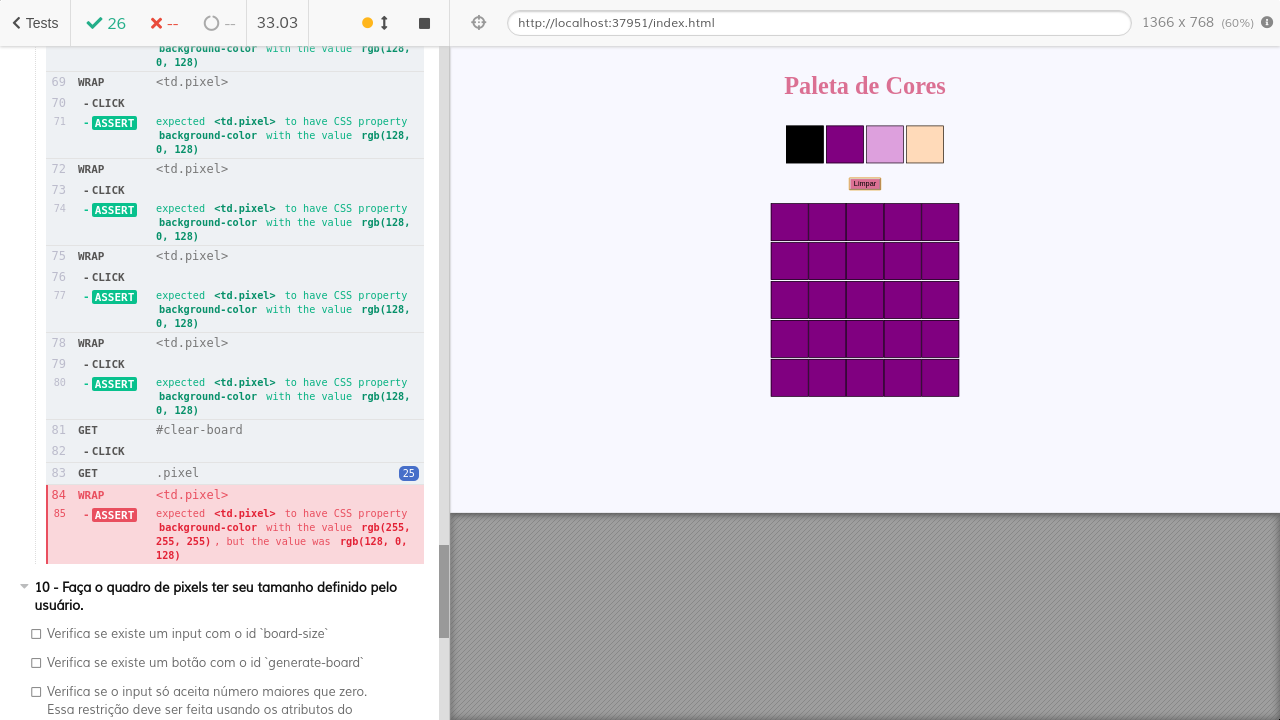 Tests
26
--
--
33.03
http://localhost:37951/index.html
1366 x 768 (60%)
background-color with the value rgb(128,
0, 128)
69 WRAP <td.pixel>
70 - CLICK
71 - ASSERT expected <td.pixel> to have CSS property
background-color with the value rgb(128,
0, 128)
72 WRAP <td.pixel>
73 - CLICK
74 - ASSERT expected <td.pixel> to have CSS property
background-color with the value rgb(128,
0, 128)
75 WRAP <td.pixel>
76 - CLICK
77 - ASSERT expected <td.pixel> to have CSS property
background-color with the value rgb(128,
0, 128)
78 WRAP <td.pixel>
79 - CLICK
80 - ASSERT expected <td.pixel> to have CSS property
background-color with the value rgb(128,
0, 128)
81 GET #clear-board
82 - CLICK
83 GET .pixel 25
84 WRAP <td.pixel>
85 - ASSERT expected <td.pixel> to have CSS property
background-color with the value rgb(255,
255, 255) , but the value was rgb(128, 0,
128)
10 - Faça o quadro de pixels ter seu tamanho definido pelo
usuário.
Verifica se existe um input com o id `board-size`
Verifica se existe um botão com o id `generate-board`
Verifica se o input só aceita número maiores que zero.
Essa restrição deve ser feita usando os atributos do
Paleta de Cores
Limpar